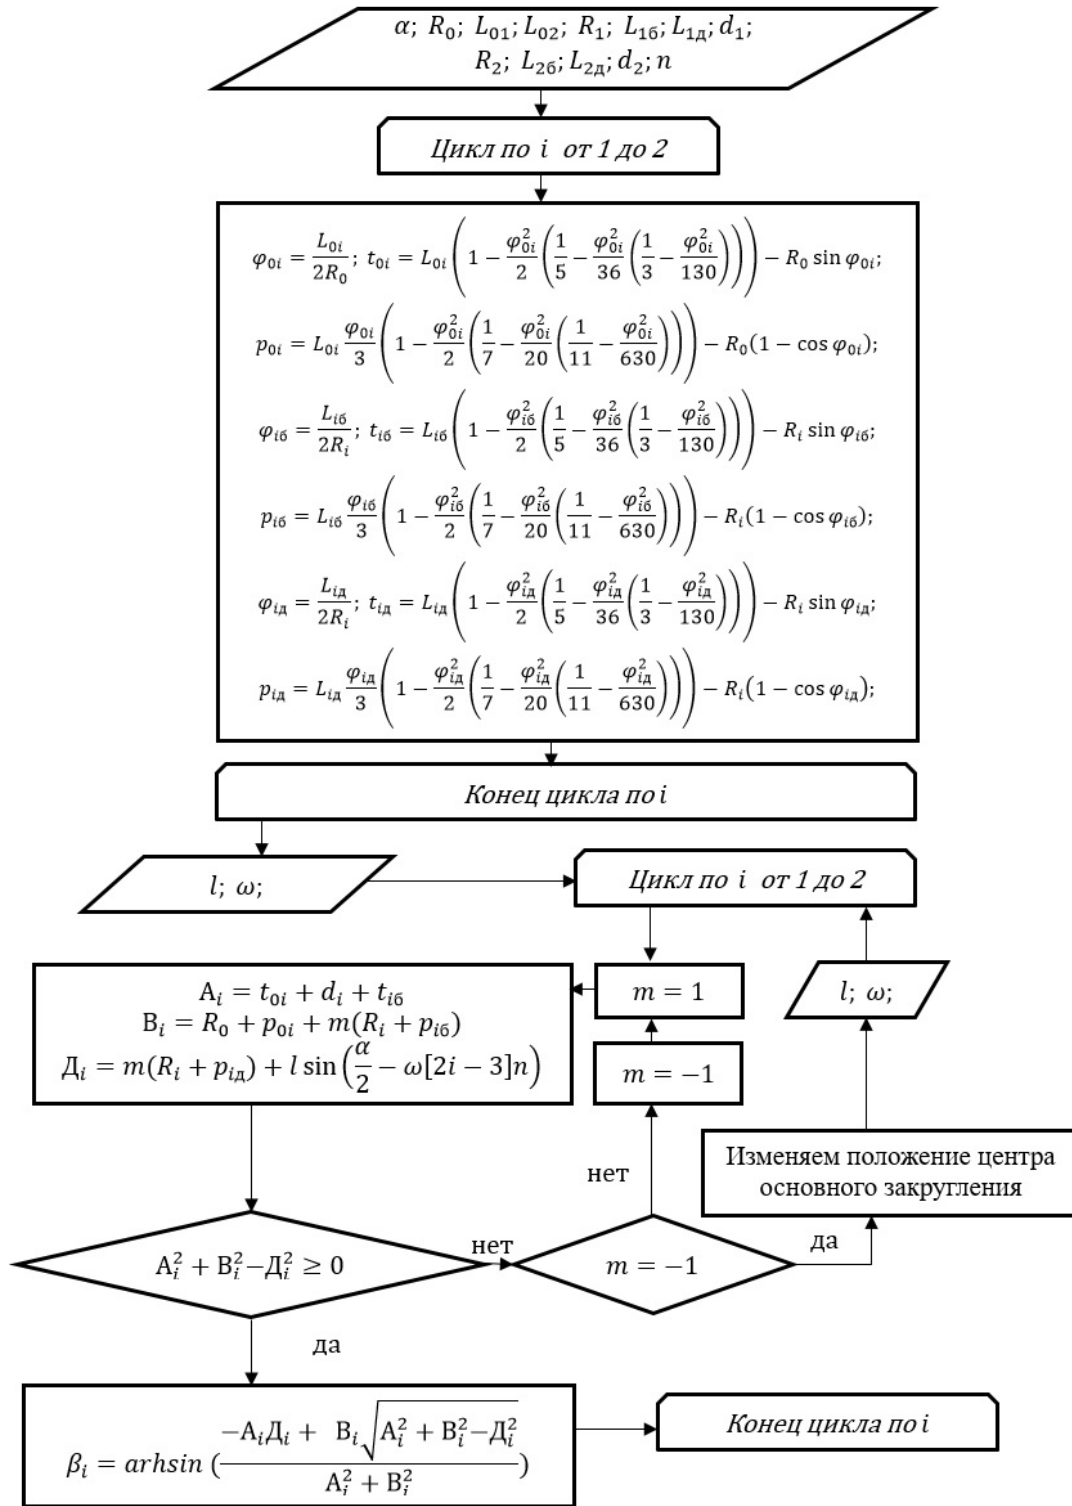 α; R₀; L₀₁; L₀₂; R₁; L₁б; L₁д; d₁;
R₂; L₂б; L₂д; d₂; n
Цикл по i от 1 до 2
φ₀ᵢ = L₀ᵢ/2R₀; t₀ᵢ = L₀ᵢ(1 − φ₀ᵢ²/2(1/5 − φ₀ᵢ²/36(1/3 − φ₀ᵢ²/130))) − R₀ sin φ₀ᵢ;
p₀ᵢ = L₀ᵢ φ₀ᵢ/3(1 − φ₀ᵢ²/2(1/7 − φ₀ᵢ²/20(1/11 − φ₀ᵢ²/630))) − R₀(1 − cos φ₀ᵢ);
φᵢб = Lᵢб/2Rᵢ; tᵢб = Lᵢб(1 − φᵢб²/2(1/5 − φᵢб²/36(1/3 − φᵢб²/130))) − Rᵢ sin φᵢб;
pᵢб = Lᵢб φᵢб/3(1 − φᵢб²/2(1/7 − φᵢб²/20(1/11 − φᵢб²/630))) − Rᵢ(1 − cos φᵢб);
φᵢд = Lᵢд/2Rᵢ; tᵢд = Lᵢд(1 − φᵢд²/2(1/5 − φᵢд²/36(1/3 − φᵢд²/130))) − Rᵢ sin φᵢд;
pᵢд = Lᵢд φᵢд/3(1 − φᵢд²/2(1/7 − φᵢд²/20(1/11 − φᵢд²/630))) − Rᵢ(1 − cos φᵢд);
Конец цикла по i
l; ω;
Цикл по i от 1 до 2
Aᵢ = t₀ᵢ + dᵢ + tᵢб
Bᵢ = R₀ + p₀ᵢ + m(Rᵢ + pᵢб)
Дᵢ = m(Rᵢ + pᵢд) + l sin(α/2 − ω[2i − 3]n)
m = 1
l; ω;
m = −1
Изменяем положение центра
основного закругления
нет
Aᵢ² + Bᵢ² − Дᵢ² ≥ 0
нет
m = −1
да
да
βᵢ = arhsin (−AᵢДᵢ + Bᵢ√(Aᵢ² + Bᵢ² − Дᵢ²)/Aᵢ² + Bᵢ²)
Конец цикла по i